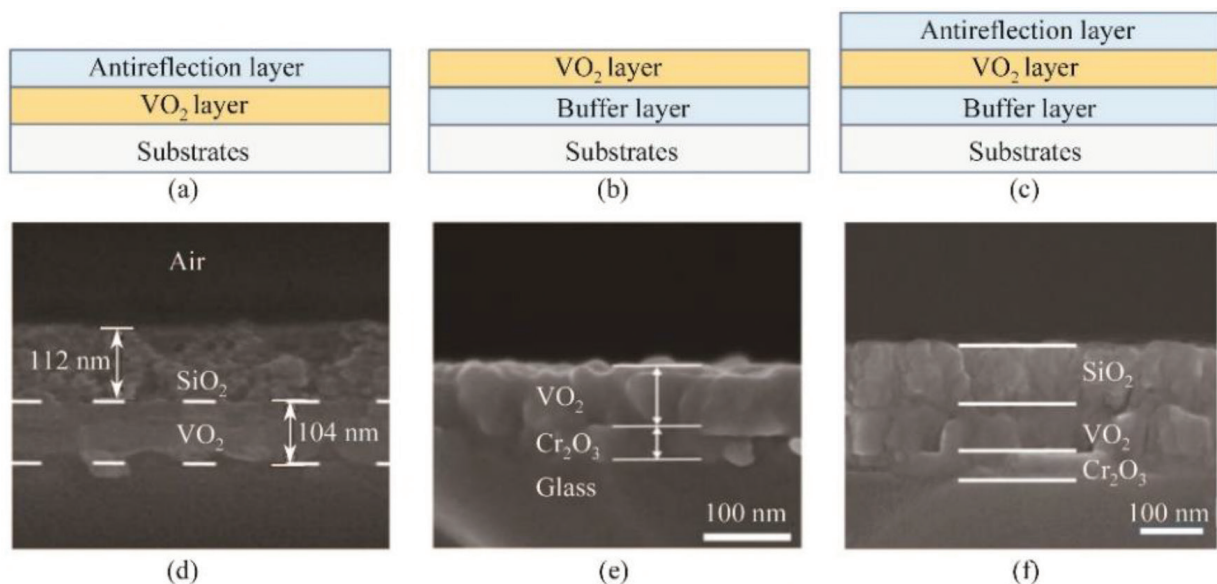 Antireflection layer
VO₂ layer
Substrates
(a)
VO₂ layer
Buffer layer
Substrates
(b)
Antireflection layer
VO₂ layer
Buffer layer
Substrates
(c)
Air
112 nm
SiO₂
VO₂
104 nm
(d)
VO₂
Cr₂O₃
Glass
100 nm
(e)
SiO₂
VO₂
Cr₂O₃
100 nm
(f)